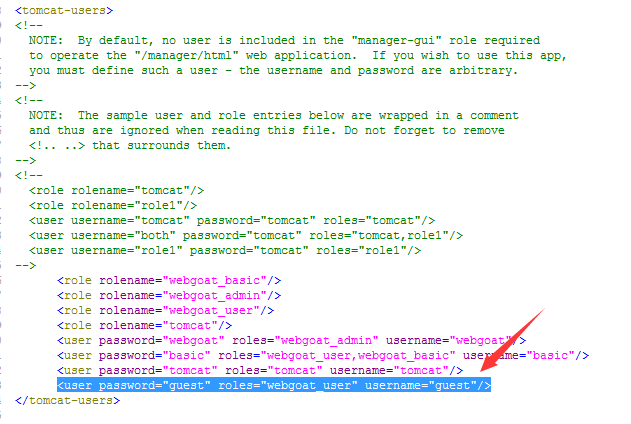 <tomcat-users>
<!--
NOTE:  By default, no user is included in the "manager-gui" role required
to operate the "/manager/html" web application.  If you wish to use this app,
you must define such a user - the username and password are arbitrary.
-->
<!--
NOTE:  The sample user and role entries below are wrapped in a comment
and thus are ignored when reading this file. Do not forget to remove
<!.. ..> that surrounds them.
-->
<!--
<role rolename="tomcat"/>
<role rolename="role1"/>
<user username="tomcat" password="tomcat" roles="tomcat"/>
<user username="both" password="tomcat" roles="tomcat,role1"/>
<user username="role1" password="tomcat" roles="role1"/>
-->
<role rolename="webgoat_basic"/>
<role rolename="webgoat_admin"/>
<role rolename="webgoat_user"/>
<role rolename="tomcat"/>
<user password="webgoat" roles="webgoat_admin" username="webgoat"/>
<user password="basic" roles="webgoat_user,webgoat_basic" username="basic"/>
<user password="tomcat" roles="tomcat" username="tomcat"/>
<user password="guest" roles="webgoat_user" username="guest"/>
</tomcat-users>